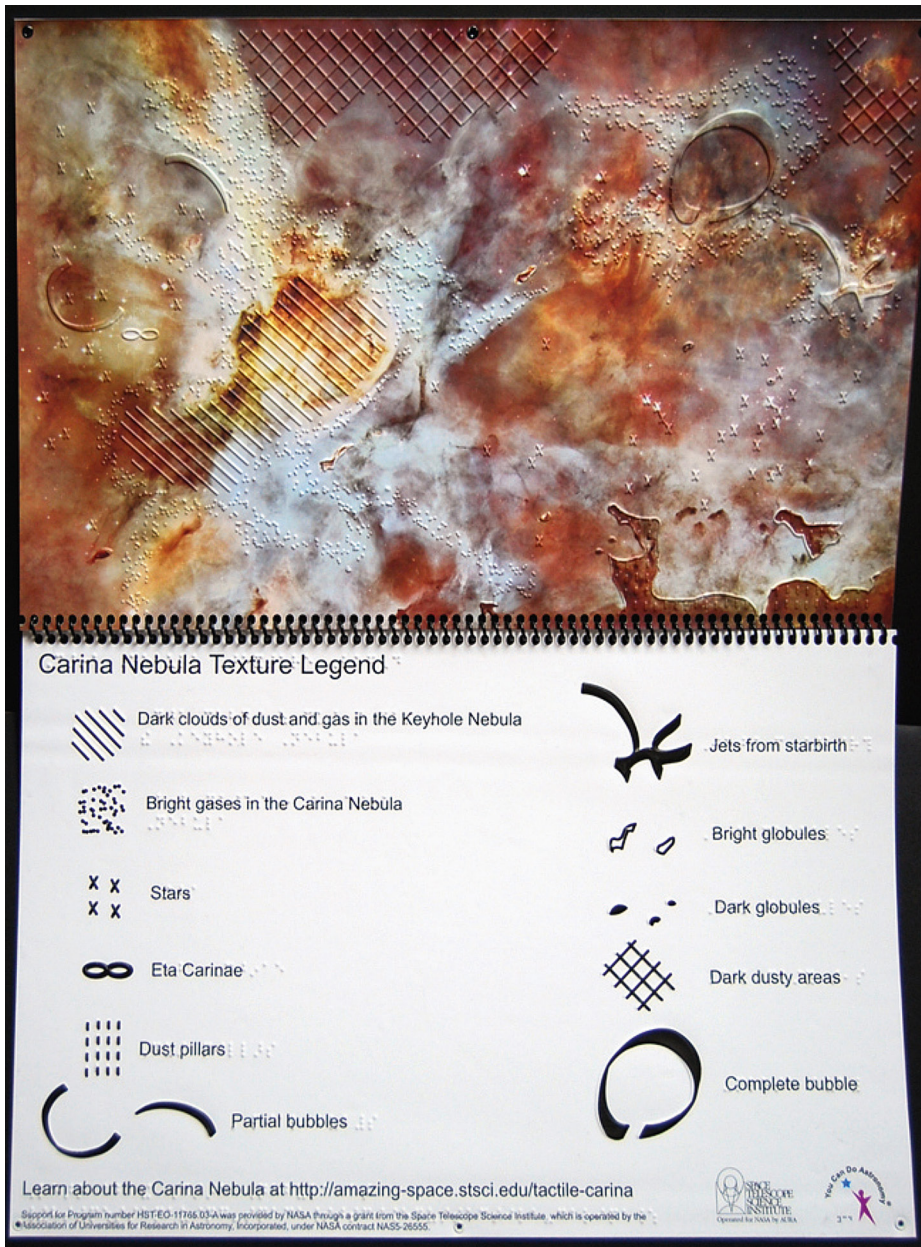 Carina Nebula Texture Legend
Dark clouds of dust and gas in the Keyhole Nebula
Bright gases in the Carina Nebula
Stars
Eta Carinae
Dust pillars
Partial bubbles
Jets from starbirth
Bright globules
Dark globules
Dark dusty areas
Complete bubble
Learn about the Carina Nebula at http://amazing-space.stsci.edu/tactile-carina
Support for Program number HST-EO-11765.03-A was provided by NASA through a grant from the Space Telescope Science Institute, which is operated by the
Association of Universities for Research in Astronomy, Incorporated, under NASA contract NAS5-26555.
SPACE
TELESCOPE
SCIENCE
INSTITUTE
Operated for NASA by AURA
You Can Do Astronomy